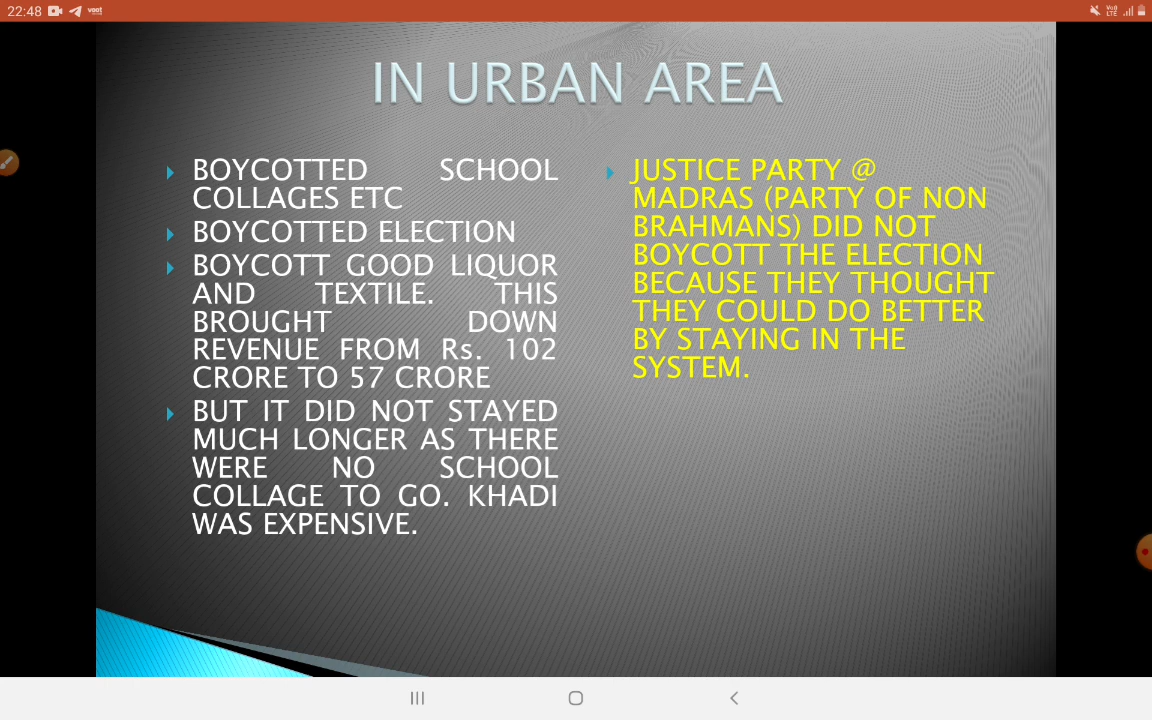 22:48
voot
Vo))
LTE
IN URBAN AREA
BOYCOTTED SCHOOL
COLLAGES ETC
BOYCOTTED ELECTION
BOYCOTT GOOD LIQUOR
AND TEXTILE. THIS
BROUGHT DOWN
REVENUE FROM Rs. 102
CRORE TO 57 CRORE
BUT IT DID NOT STAYED
MUCH LONGER AS THERE
WERE NO SCHOOL
COLLAGE TO GO. KHADI
WAS EXPENSIVE.
JUSTICE PARTY @
MADRAS (PARTY OF NON
BRAHMANS) DID NOT
BOYCOTT THE ELECTION
BECAUSE THEY THOUGHT
THEY COULD DO BETTER
BY STAYING IN THE
SYSTEM.